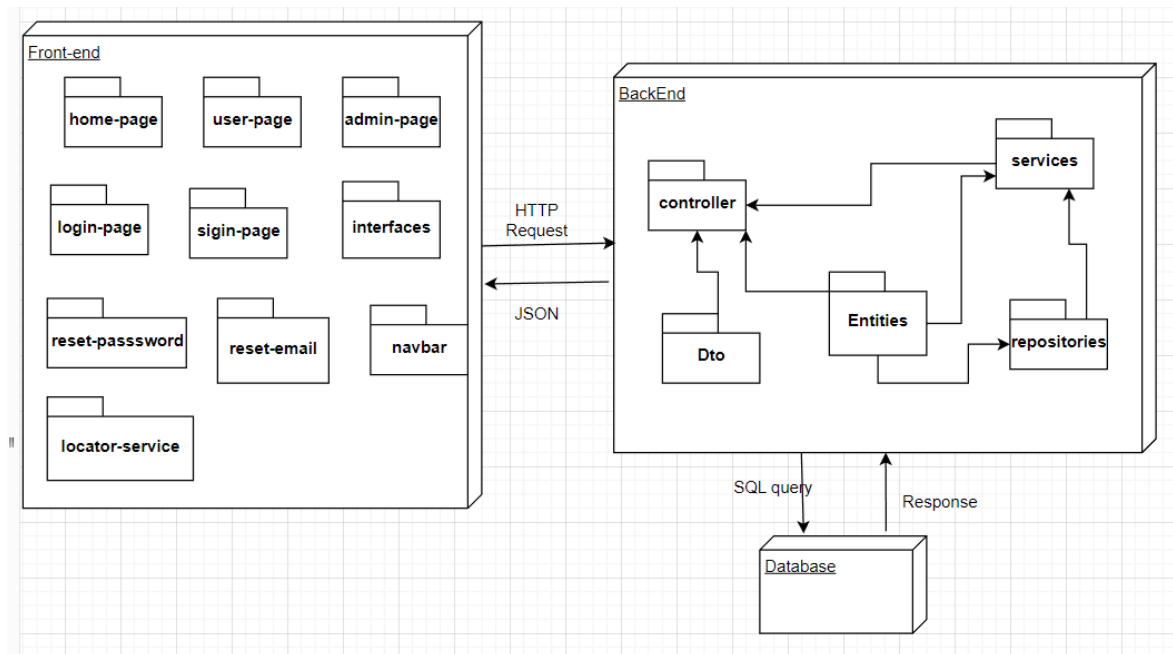 Front-end
home-page
user-page
admin-page
login-page
sigin-page
interfaces
reset-passsword
reset-email
navbar
locator-service
HTTP
Request
JSON
BackEnd
services
controller
Entities
Dto
repositories
SQL query
Response
Database